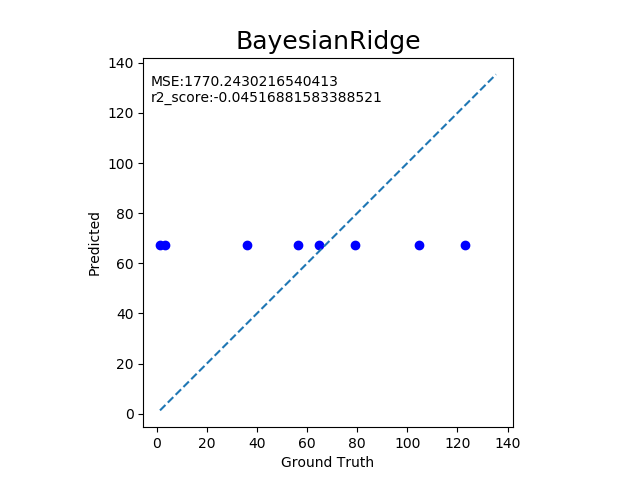 BayesianRidge
MSE:1770.2430216540413
r2_score:-0.04516881583388521
140
120
100
80
60
40
20
0
Predicted
0 20 40 60 80 100 120 140
Ground Truth